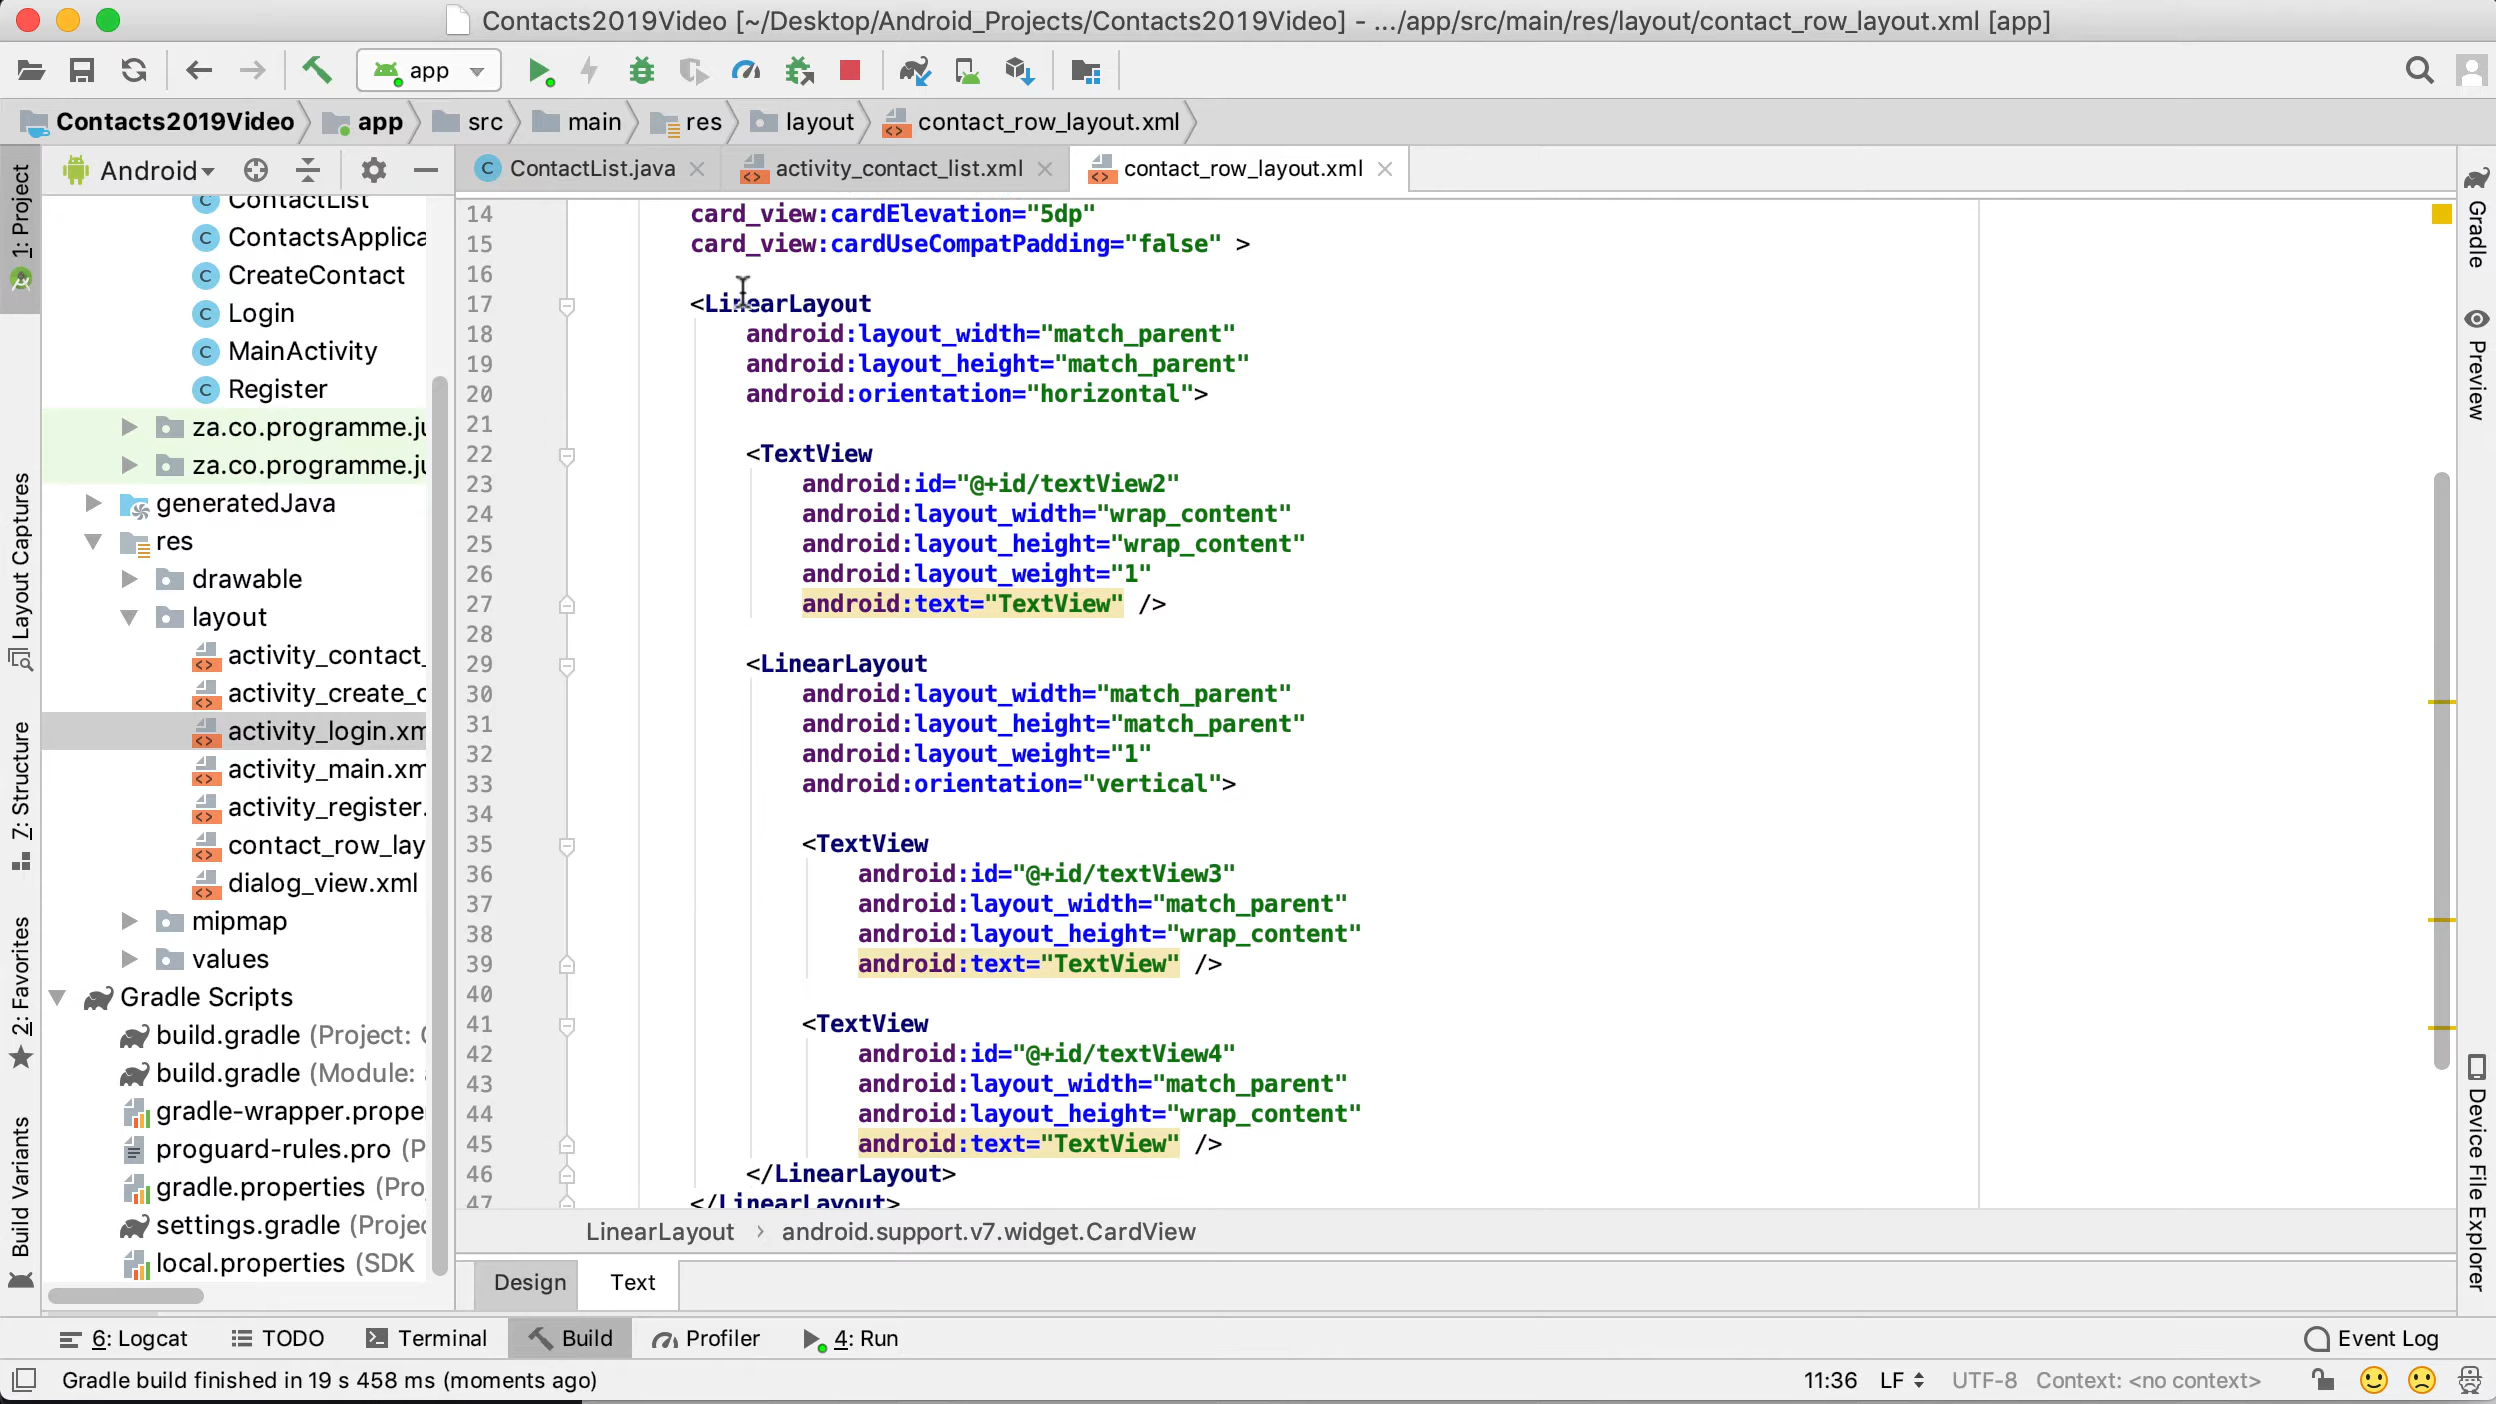 Contacts2019Video [~/Desktop/Android_Projects/Contacts2019Video] - .../app/src/main/res/layout/contact_row_layout.xml [app]
app
Contacts2019Video app src main res layout contact_row_layout.xml
1: Project
Android
ContactList.java
activity_contact_list.xml
contact_row_layout.xml
ContactList
ContactsApplica
CreateContact
Login
MainActivity
Register
za.co.programme.ju
za.co.programme.ju
generatedJava
res
drawable
layout
activity_contact_
activity_create_c
activity_login.xm
activity_main.xm
activity_register.
contact_row_lay
dialog_view.xml
mipmap
values
Gradle Scripts
build.gradle (Project: C
build.gradle (Module:
gradle-wrapper.prope
proguard-rules.pro (P
gradle.properties (Pro
settings.gradle (Projec
local.properties (SDK
Layout Captures
7: Structure
2: Favorites
Build Variants
14 card_view:cardElevation="5dp"
15 card_view:cardUseCompatPadding="false" >
16
17 <LinearLayout
18 android:layout_width="match_parent"
19 android:layout_height="match_parent"
20 android:orientation="horizontal">
21
22 <TextView
23 android:id="@+id/textView2"
24 android:layout_width="wrap_content"
25 android:layout_height="wrap_content"
26 android:layout_weight="1"
27 android:text="TextView" />
28
29 <LinearLayout
30 android:layout_width="match_parent"
31 android:layout_height="match_parent"
32 android:layout_weight="1"
33 android:orientation="vertical">
34
35 <TextView
36 android:id="@+id/textView3"
37 android:layout_width="match_parent"
38 android:layout_height="wrap_content"
39 android:text="TextView" />
40
41 <TextView
42 android:id="@+id/textView4"
43 android:layout_width="match_parent"
44 android:layout_height="wrap_content"
45 android:text="TextView" />
46 </LinearLayout>
47 </LinearLayout>
LinearLayout › android.support.v7.widget.CardView
Design Text
Gradle
Preview
Device File Explorer
6: Logcat TODO Terminal Build Profiler 4: Run Event Log
Gradle build finished in 19 s 458 ms (moments ago) 11:36 LF UTF-8 Context: <no context>